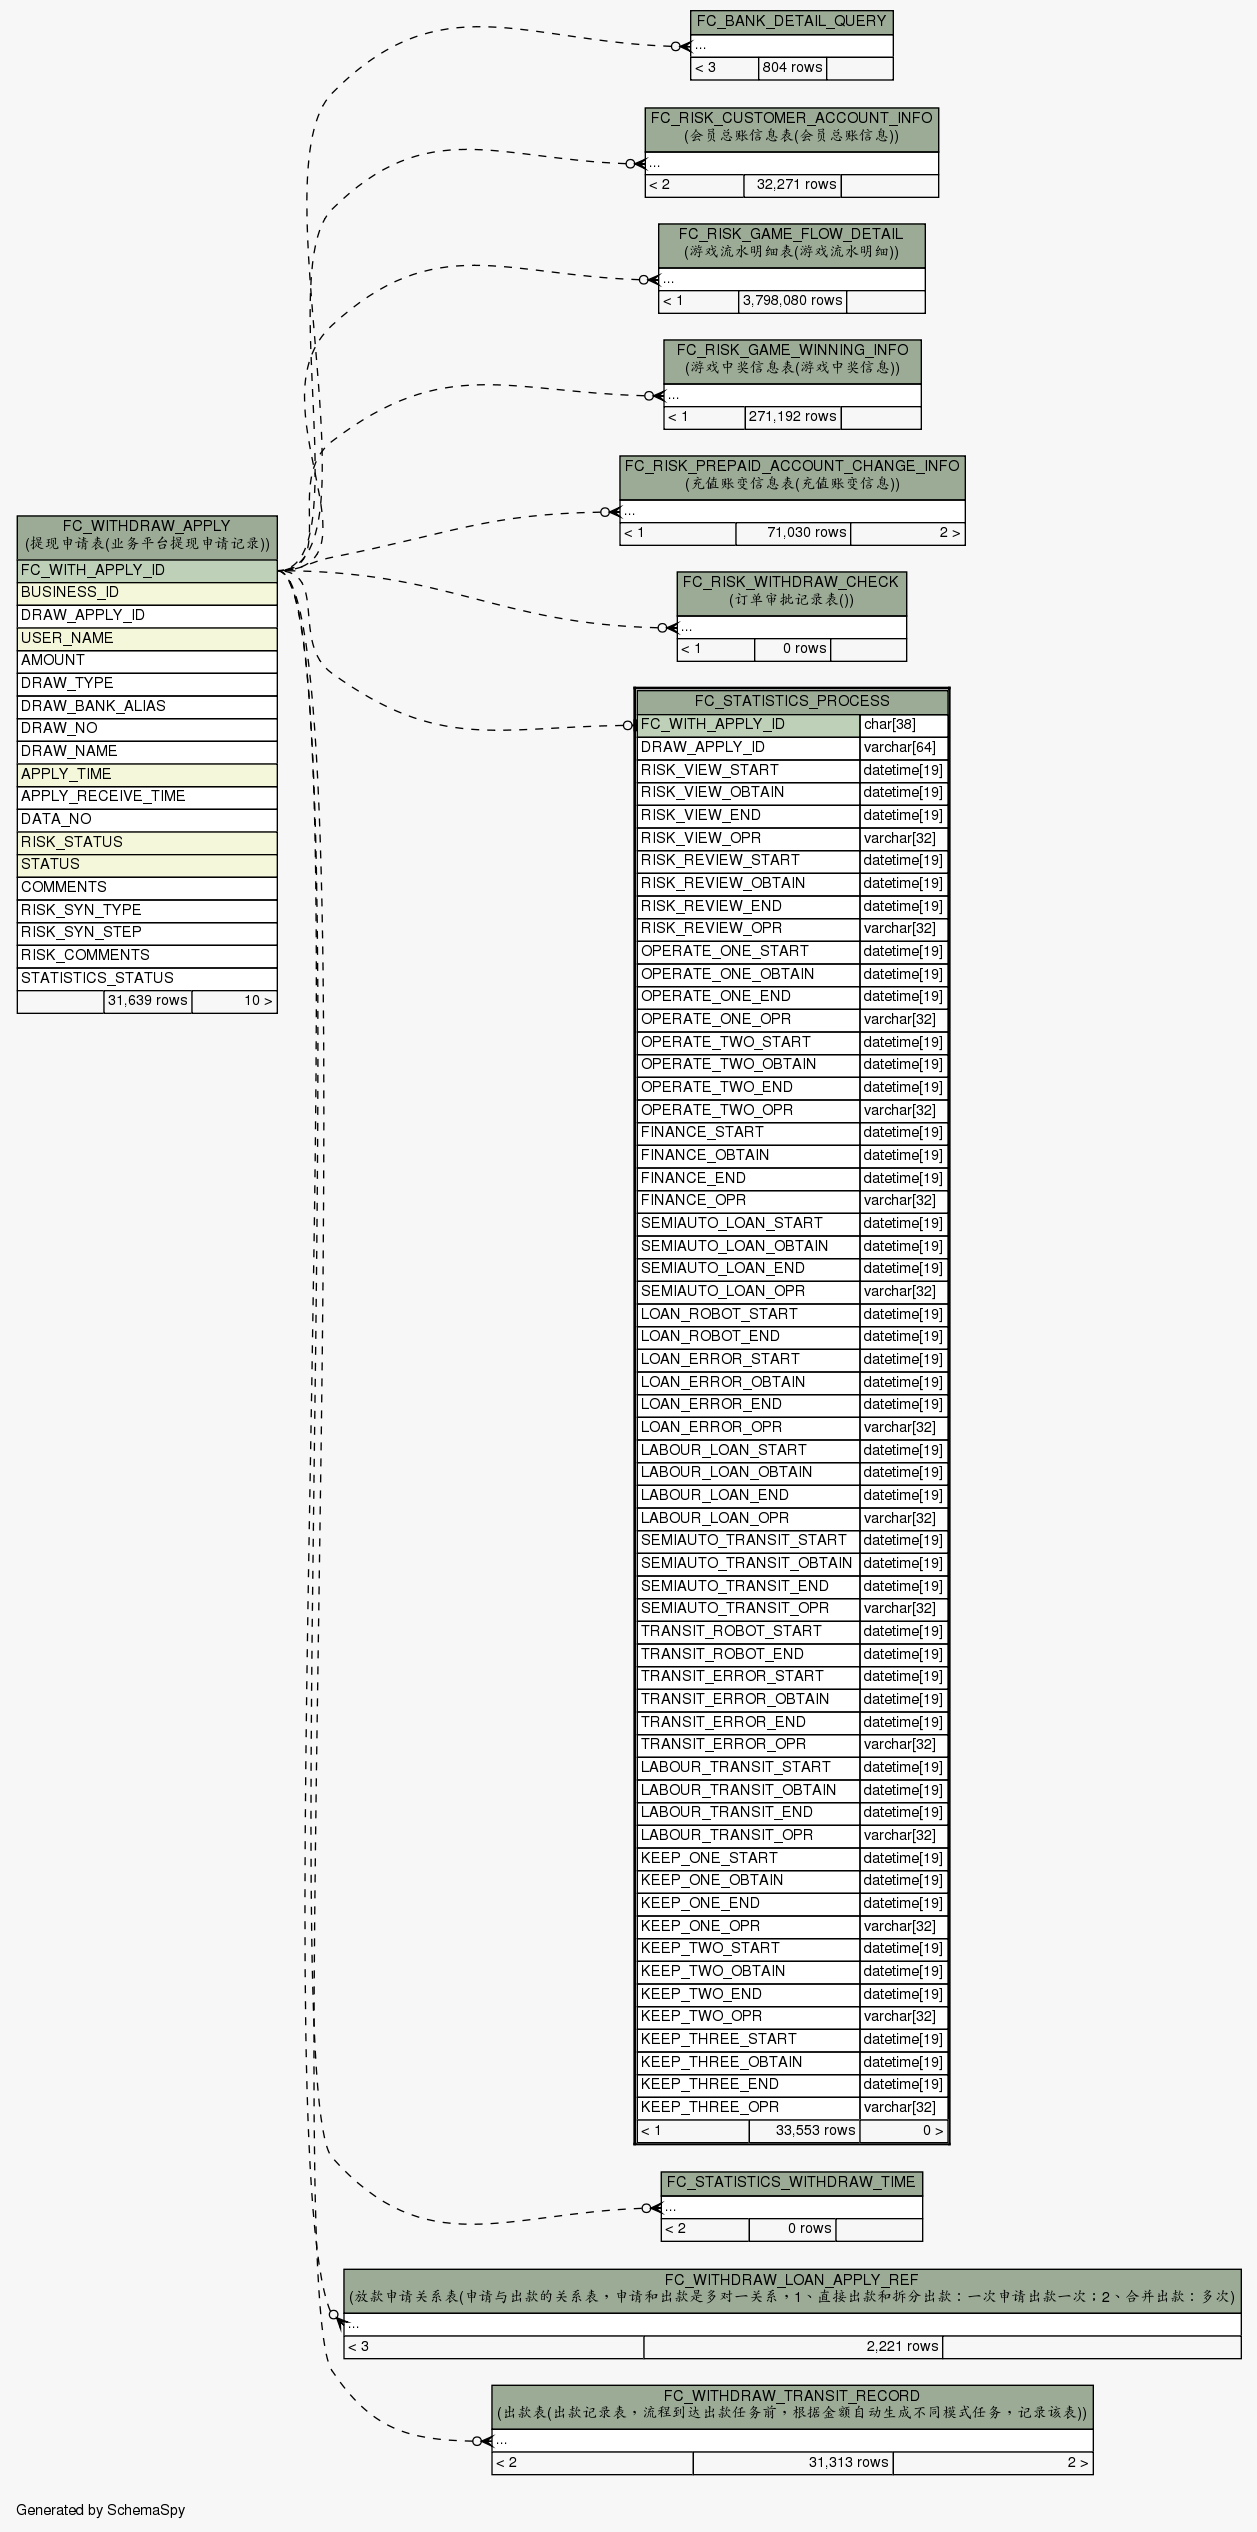 FC_BANK_DETAIL_QUERY
...
< 3 804 rows
FC_RISK_CUSTOMER_ACCOUNT_INFO
(会员总账信息表(会员总账信息))
...
< 2 32,271 rows
FC_RISK_GAME_FLOW_DETAIL
(游戏流水明细表(游戏流水明细))
...
< 1 3,798,080 rows
FC_RISK_GAME_WINNING_INFO
(游戏中奖信息表(游戏中奖信息))
...
< 1 271,192 rows
FC_RISK_PREPAID_ACCOUNT_CHANGE_INFO
(充值账变信息表(充值账变信息))
...
< 1 71,030 rows 2 >
FC_WITHDRAW_APPLY
(提现申请表(业务平台提现申请记录))
FC_WITH_APPLY_ID
BUSINESS_ID
DRAW_APPLY_ID
USER_NAME
AMOUNT
DRAW_TYPE
DRAW_BANK_ALIAS
DRAW_NO
DRAW_NAME
APPLY_TIME
APPLY_RECEIVE_TIME
DATA_NO
RISK_STATUS
STATUS
COMMENTS
RISK_SYN_TYPE
RISK_SYN_STEP
RISK_COMMENTS
STATISTICS_STATUS
31,639 rows 10 >
FC_RISK_WITHDRAW_CHECK
(订单审批记录表())
...
< 1 0 rows
FC_STATISTICS_PROCESS
FC_WITH_APPLY_ID char[38]
DRAW_APPLY_ID varchar[64]
RISK_VIEW_START datetime[19]
RISK_VIEW_OBTAIN datetime[19]
RISK_VIEW_END datetime[19]
RISK_VIEW_OPR varchar[32]
RISK_REVIEW_START datetime[19]
RISK_REVIEW_OBTAIN datetime[19]
RISK_REVIEW_END datetime[19]
RISK_REVIEW_OPR varchar[32]
OPERATE_ONE_START datetime[19]
OPERATE_ONE_OBTAIN datetime[19]
OPERATE_ONE_END datetime[19]
OPERATE_ONE_OPR varchar[32]
OPERATE_TWO_START datetime[19]
OPERATE_TWO_OBTAIN datetime[19]
OPERATE_TWO_END datetime[19]
OPERATE_TWO_OPR varchar[32]
FINANCE_START datetime[19]
FINANCE_OBTAIN datetime[19]
FINANCE_END datetime[19]
FINANCE_OPR varchar[32]
SEMIAUTO_LOAN_START datetime[19]
SEMIAUTO_LOAN_OBTAIN datetime[19]
SEMIAUTO_LOAN_END datetime[19]
SEMIAUTO_LOAN_OPR varchar[32]
LOAN_ROBOT_START datetime[19]
LOAN_ROBOT_END datetime[19]
LOAN_ERROR_START datetime[19]
LOAN_ERROR_OBTAIN datetime[19]
LOAN_ERROR_END datetime[19]
LOAN_ERROR_OPR varchar[32]
LABOUR_LOAN_START datetime[19]
LABOUR_LOAN_OBTAIN datetime[19]
LABOUR_LOAN_END datetime[19]
LABOUR_LOAN_OPR varchar[32]
SEMIAUTO_TRANSIT_START datetime[19]
SEMIAUTO_TRANSIT_OBTAIN datetime[19]
SEMIAUTO_TRANSIT_END datetime[19]
SEMIAUTO_TRANSIT_OPR varchar[32]
TRANSIT_ROBOT_START datetime[19]
TRANSIT_ROBOT_END datetime[19]
TRANSIT_ERROR_START datetime[19]
TRANSIT_ERROR_OBTAIN datetime[19]
TRANSIT_ERROR_END datetime[19]
TRANSIT_ERROR_OPR varchar[32]
LABOUR_TRANSIT_START datetime[19]
LABOUR_TRANSIT_OBTAIN datetime[19]
LABOUR_TRANSIT_END datetime[19]
LABOUR_TRANSIT_OPR varchar[32]
KEEP_ONE_START datetime[19]
KEEP_ONE_OBTAIN datetime[19]
KEEP_ONE_END datetime[19]
KEEP_ONE_OPR varchar[32]
KEEP_TWO_START datetime[19]
KEEP_TWO_OBTAIN datetime[19]
KEEP_TWO_END datetime[19]
KEEP_TWO_OPR varchar[32]
KEEP_THREE_START datetime[19]
KEEP_THREE_OBTAIN datetime[19]
KEEP_THREE_END datetime[19]
KEEP_THREE_OPR varchar[32]
< 1 33,553 rows 0 >
FC_STATISTICS_WITHDRAW_TIME
...
< 2 0 rows
FC_WITHDRAW_LOAN_APPLY_REF
(放款申请关系表(申请与出款的关系表，申请和出款是多对一关系，1、直接出款和拆分出款：一次申请出款一次；2、合并出款：多次)
...
< 3 2,221 rows
FC_WITHDRAW_TRANSIT_RECORD
(出款表(出款记录表，流程到达出款任务前，根据金额自动生成不同模式任务，记录该表))
...
< 2 31,313 rows 2 >
Generated by SchemaSpy